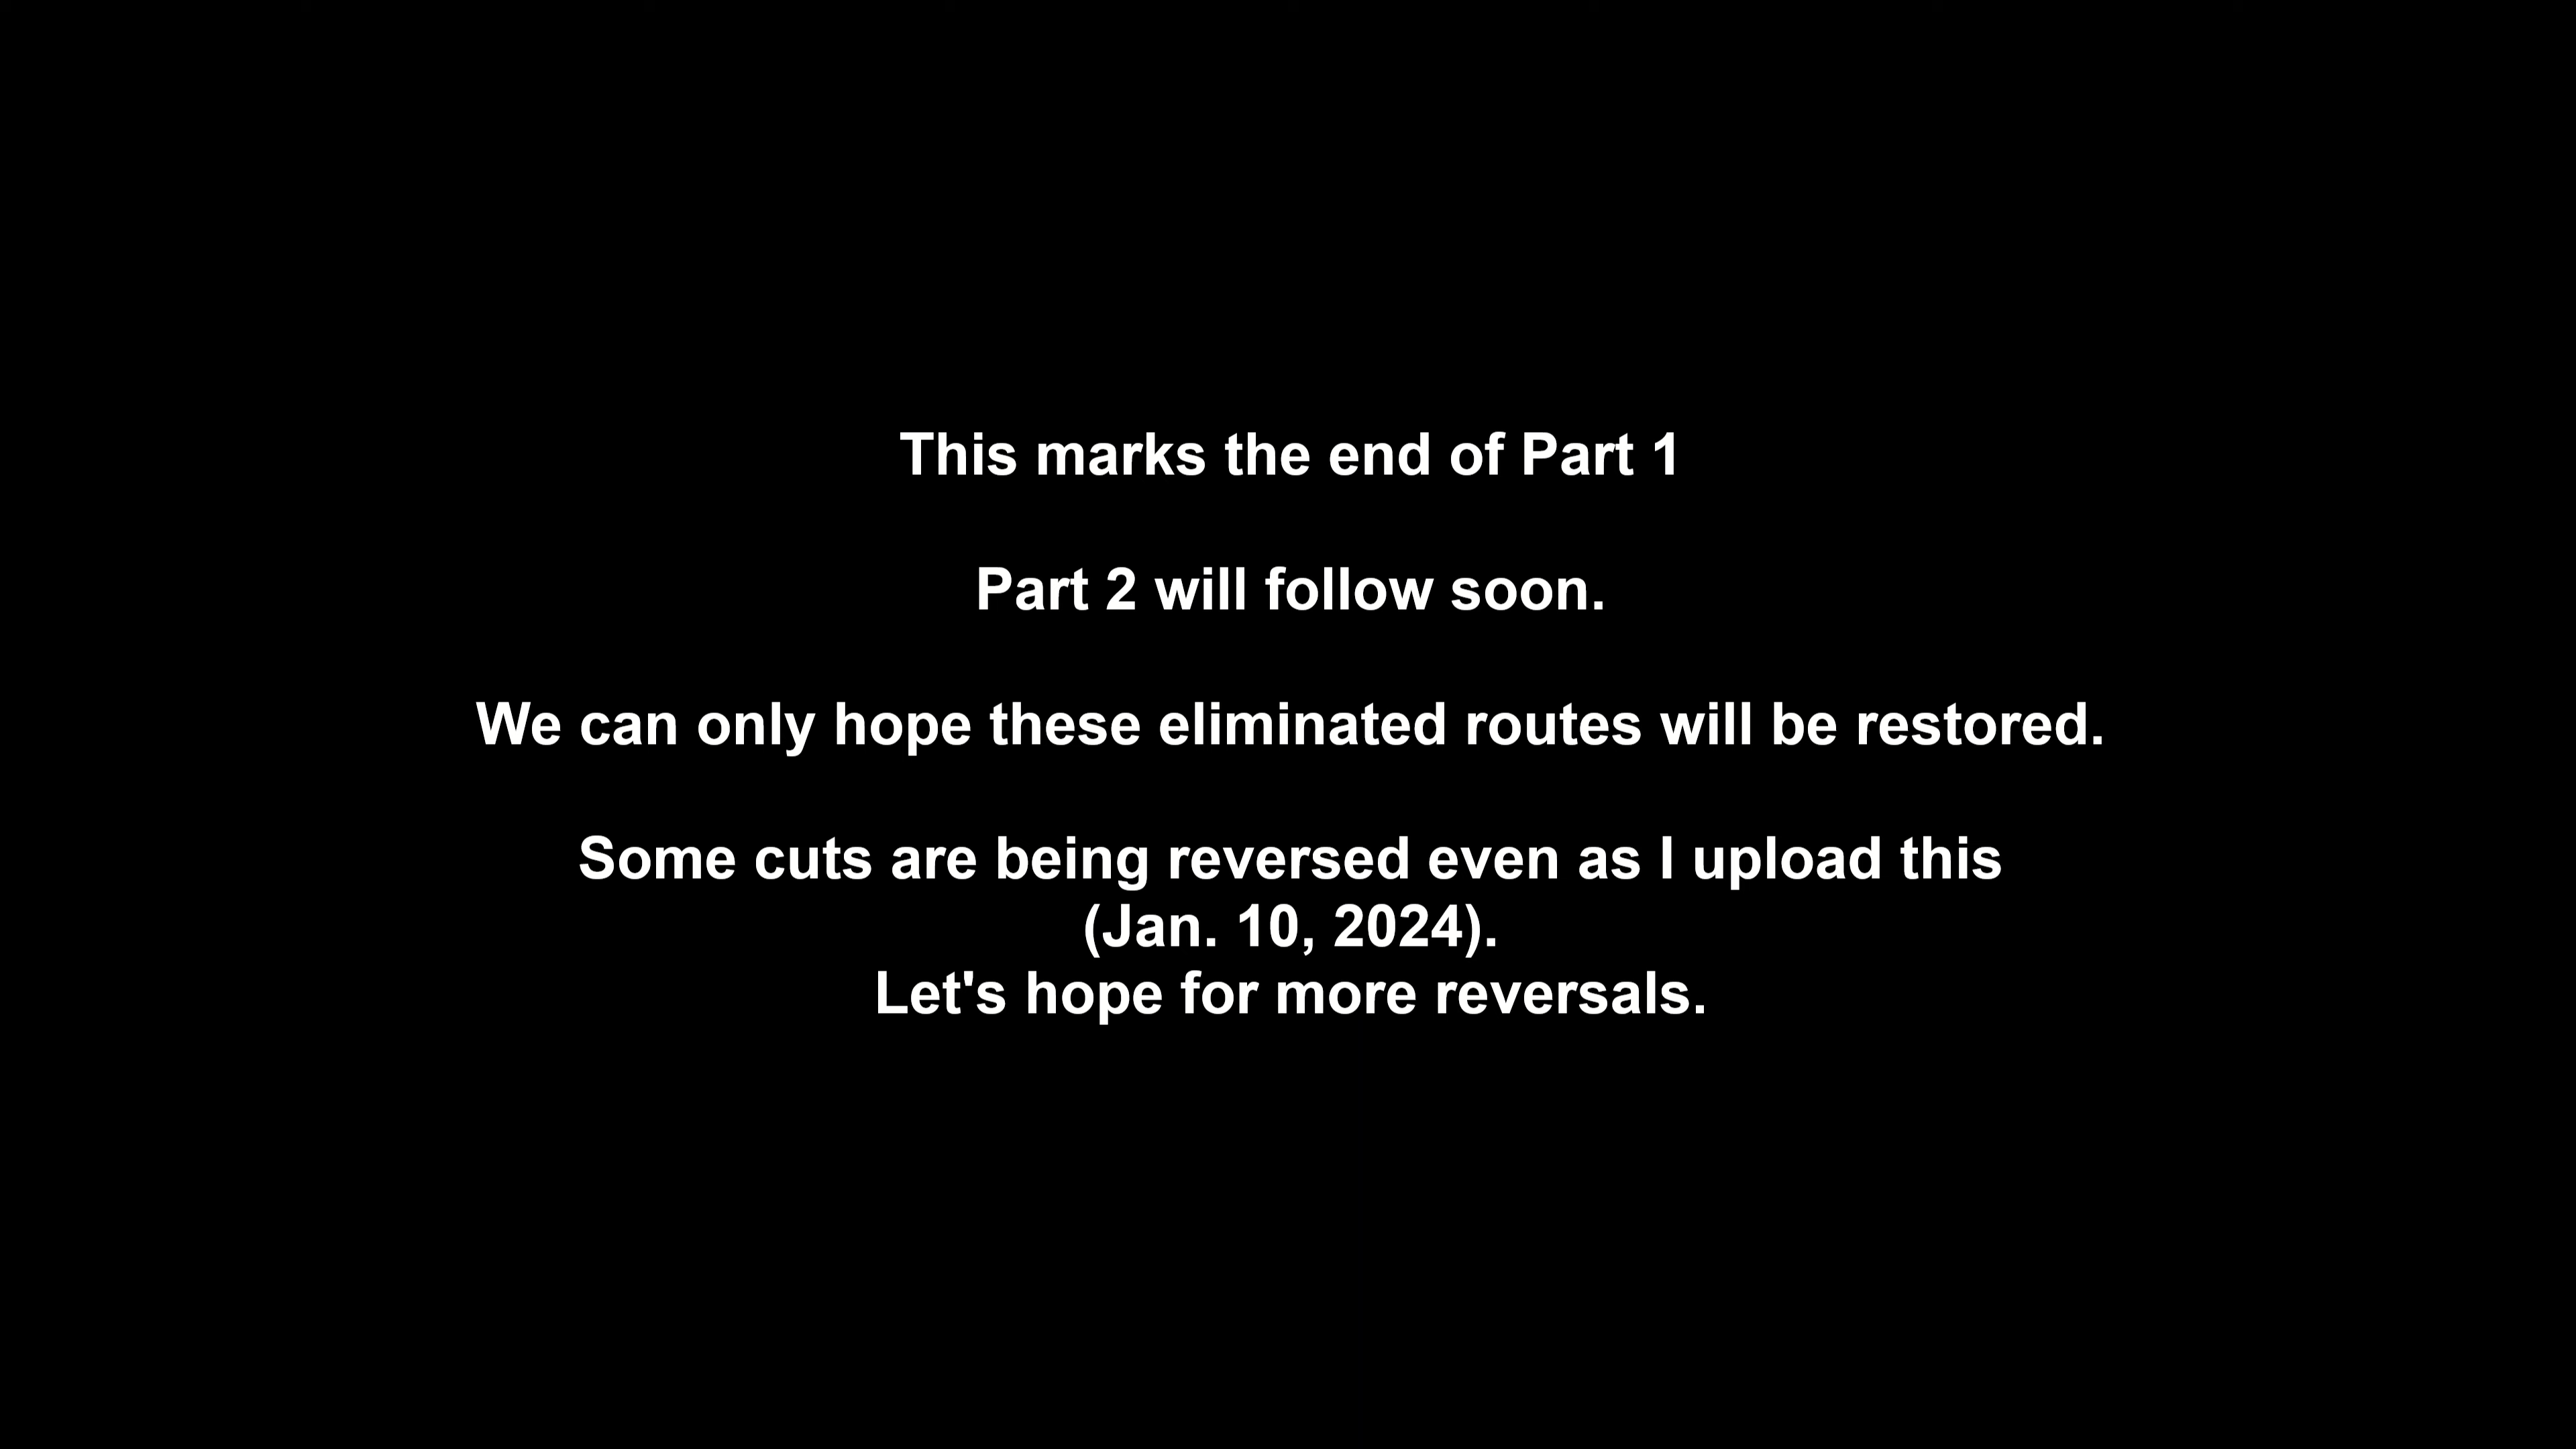 This marks the end of Part 1
Part 2 will follow soon.
We can only hope these eliminated routes will be restored.
Some cuts are being reversed even as I upload this
(Jan. 10, 2024).
Let's hope for more reversals.